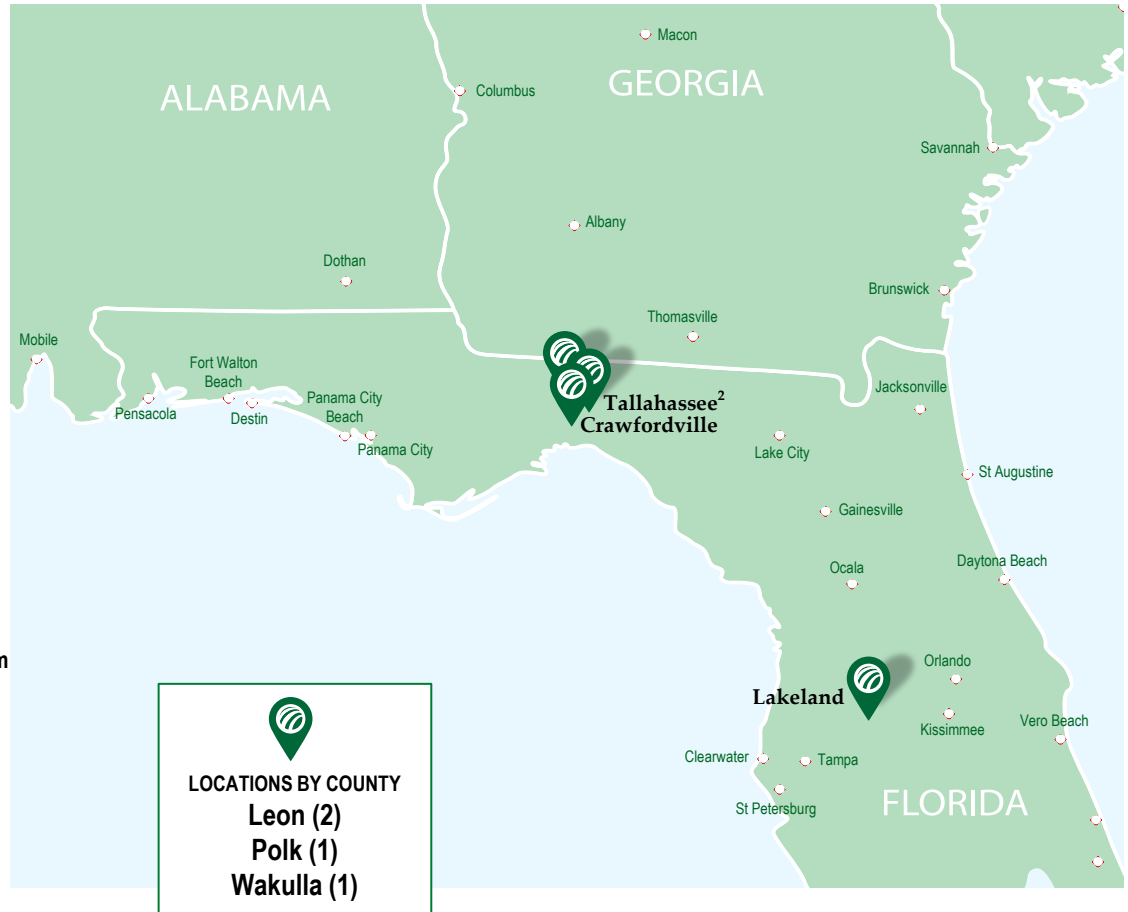 Macon
GEORGIA
ALABAMA
Columbus
Savannah
Albany
Dothan
Brunswick
Thomasville
Mobile
Fort Walton
Beach
Jacksonville
Pensacola
Destin
Panama City
Beach
Tallahassee²
Crawfordville
Panama City
Lake City
St Augustine
Gainesville
Daytona Beach
Ocala
Orlando
Lakeland
Kissimmee
Vero Beach
Clearwater
Tampa
St Petersburg
FLORIDA
LOCATIONS BY COUNTY
Leon (2)
Polk (1)
Wakulla (1)